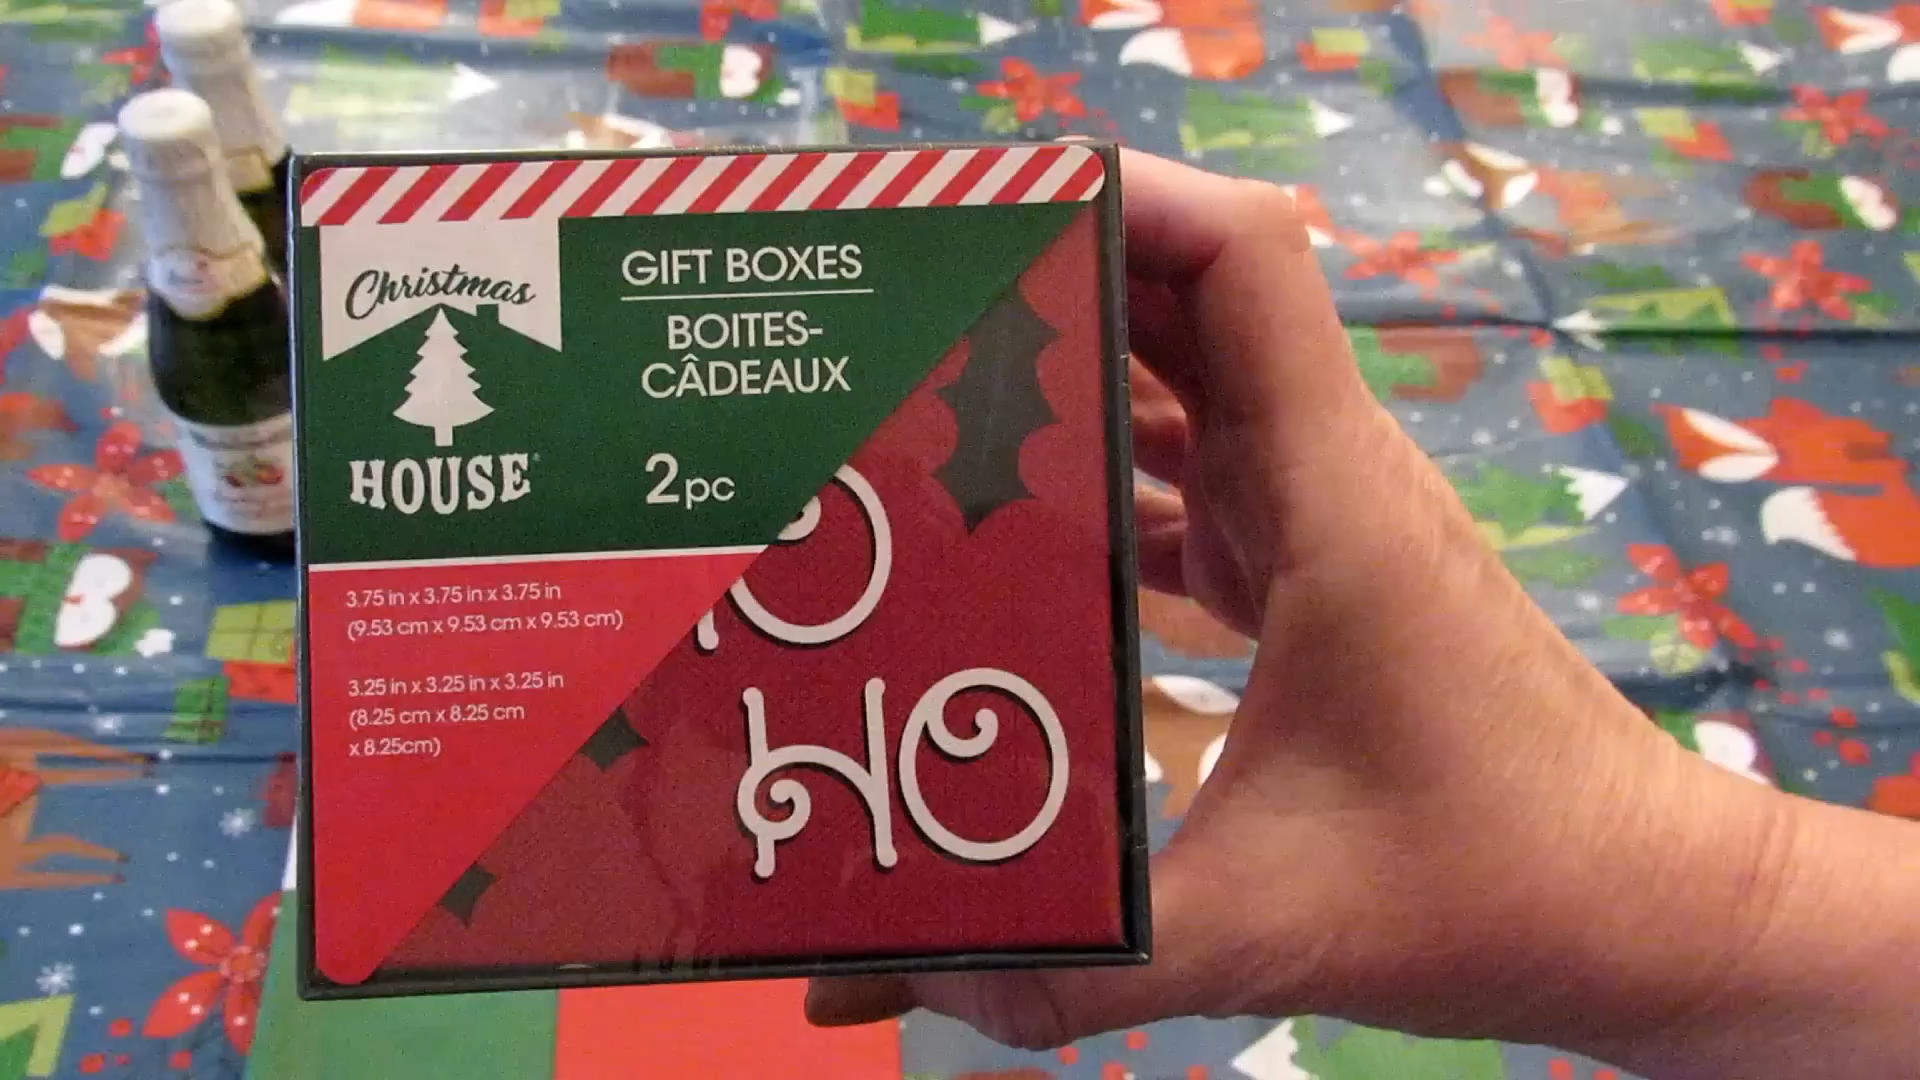 Christmas
HOUSE
GIFT BOXES
BOITES-
CÂDEAUX
2pc
3.75 in x 3.75 in x 3.75 in
(9.53 cm x 9.53 cm x 9.53 cm)
3.25 in x 3.25 in x 3.25 in
(8.25 cm x 8.25 cm
x 8.25cm)
HO